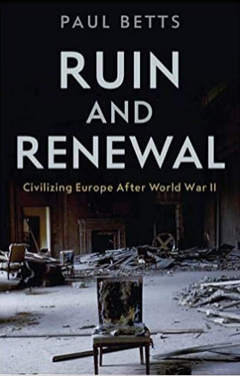 PAUL BETTS
RUIN
AND
RENEWAL
Civilizing Europe After World War II